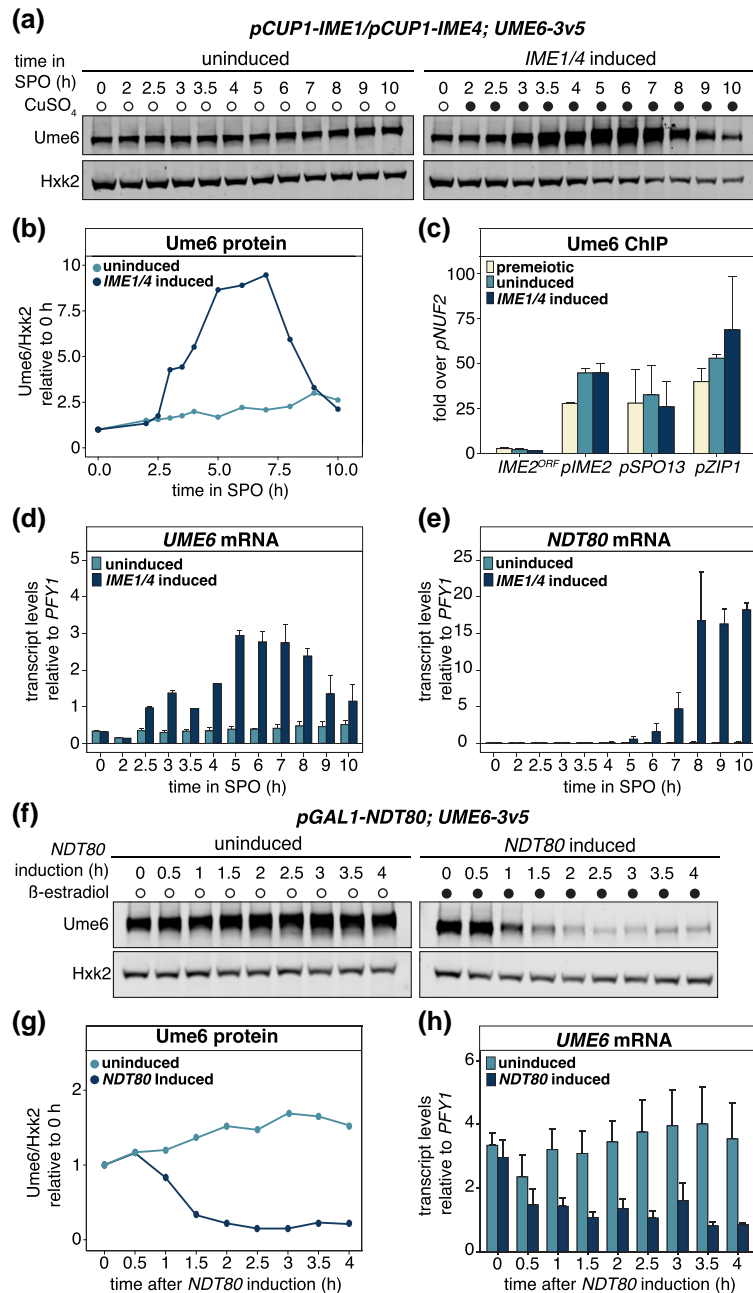 (a)
pCUP1-IME1/pCUP1-IME4; UME6-3v5
uninduced
IME1/4 induced
time in SPO (h)
0 2 2.5 3 3.5 4 5 6 7 8 9 10
0 2 2.5 3 3.5 4 5 6 7 8 9 10
CuSO4
Ume6
Hxk2
(b)
Ume6 protein
uninduced
IME1/4 induced
Ume6/Hxk2
relative to 0 h
10
7.5
5.0
2.5
0
0.0 2.5 5.0 7.5 10.0
time in SPO (h)
(c)
Ume6 ChIP
premeiotic
uninduced
IME1/4 induced
fold over pNUF2
100
75
50
25
0
IME2ORF pIME2 pSPO13 pZIP1
(d)
UME6 mRNA
uninduced
IME1/4 induced
transcript levels
relative to PFY1
5
4
3
2
1
0
0 2 2.5 3 3.5 4 5 6 7 8 9 10
time in SPO (h)
(e)
NDT80 mRNA
uninduced
IME1/4 induced
transcript levels
relative to PFY1
25
20
15
10
5
0
0 2 2.5 3 3.5 4 5 6 7 8 9 10
time in SPO (h)
(f)
pGAL1-NDT80; UME6-3v5
uninduced
NDT80 induced
NDT80
induction (h)
0 0.5 1 1.5 2 2.5 3 3.5 4
0 0.5 1 1.5 2 2.5 3 3.5 4
ß-estradiol
Ume6
Hxk2
(g)
Ume6 protein
uninduced
NDT80 Induced
Ume6/Hxk2
relative to 0 h
2
1
0
0 0.5 1 1.5 2 2.5 3 3.5 4
time after NDT80 induction (h)
(h)
UME6 mRNA
uninduced
NDT80 induced
transcript levels
relative to PFY1
6
4
2
0
0 0.5 1 1.5 2 2.5 3 3.5 4
time after NDT80 induction (h)